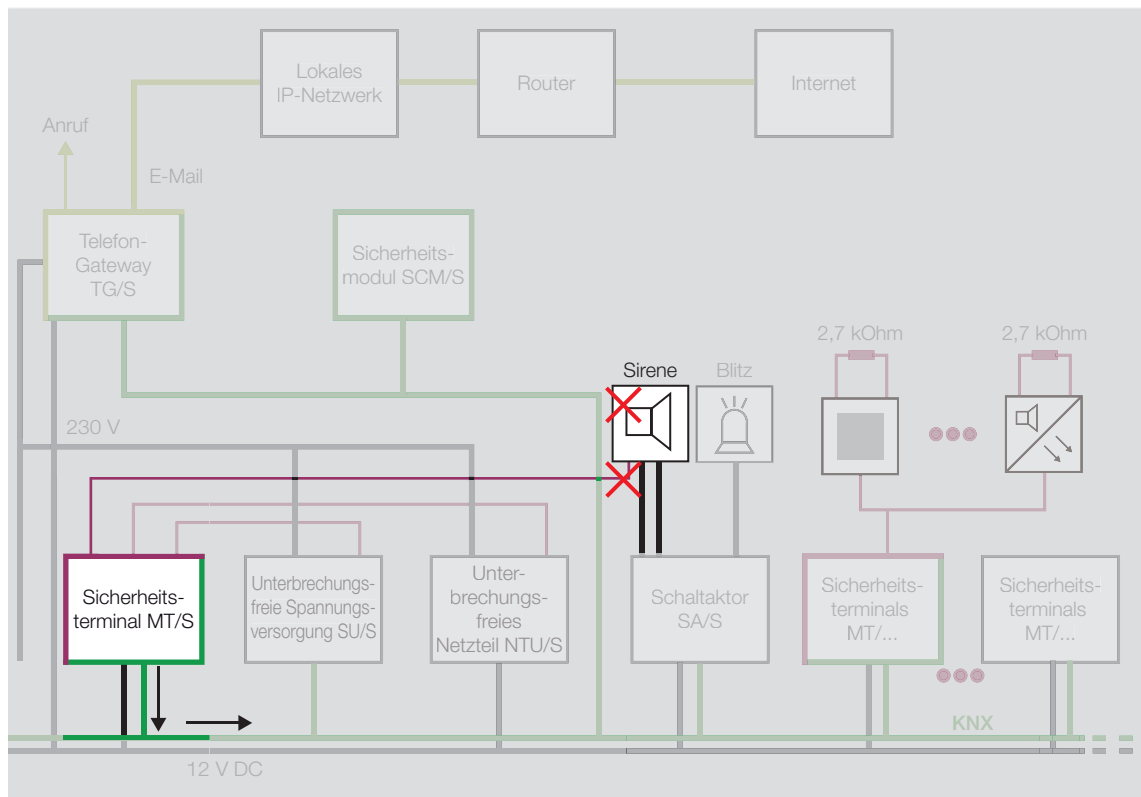 Lokales
IP-Netzwerk
Router
Internet
Anruf
E-Mail
Telefon-
Gateway
TG/S
Sicherheits-
modul SCM/S
2,7 kOhm
2,7 kOhm
Sirene
Blitz
230 V
Sicherheits-
terminal MT/S
Unterbrechungs-
freie Spannungs-
versorgung SU/S
Unter-
brechungs-
freies
Netzteil NTU/S
Schaltaktor
SA/S
Sicherheits-
terminals
MT/...
Sicherheits-
terminals
MT/...
KNX
12 V DC